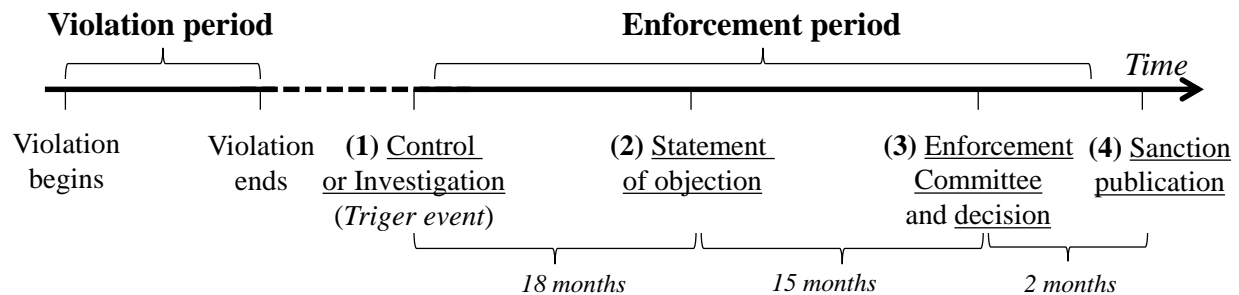 Violation period
Enforcement period
Time
Violation
begins
Violation
ends
(1) Control
or Investigation
(Triger event)
(2) Statement
of objection
(3) Enforcement
Committee
and decision
(4) Sanction
publication
18 months
15 months
2 months